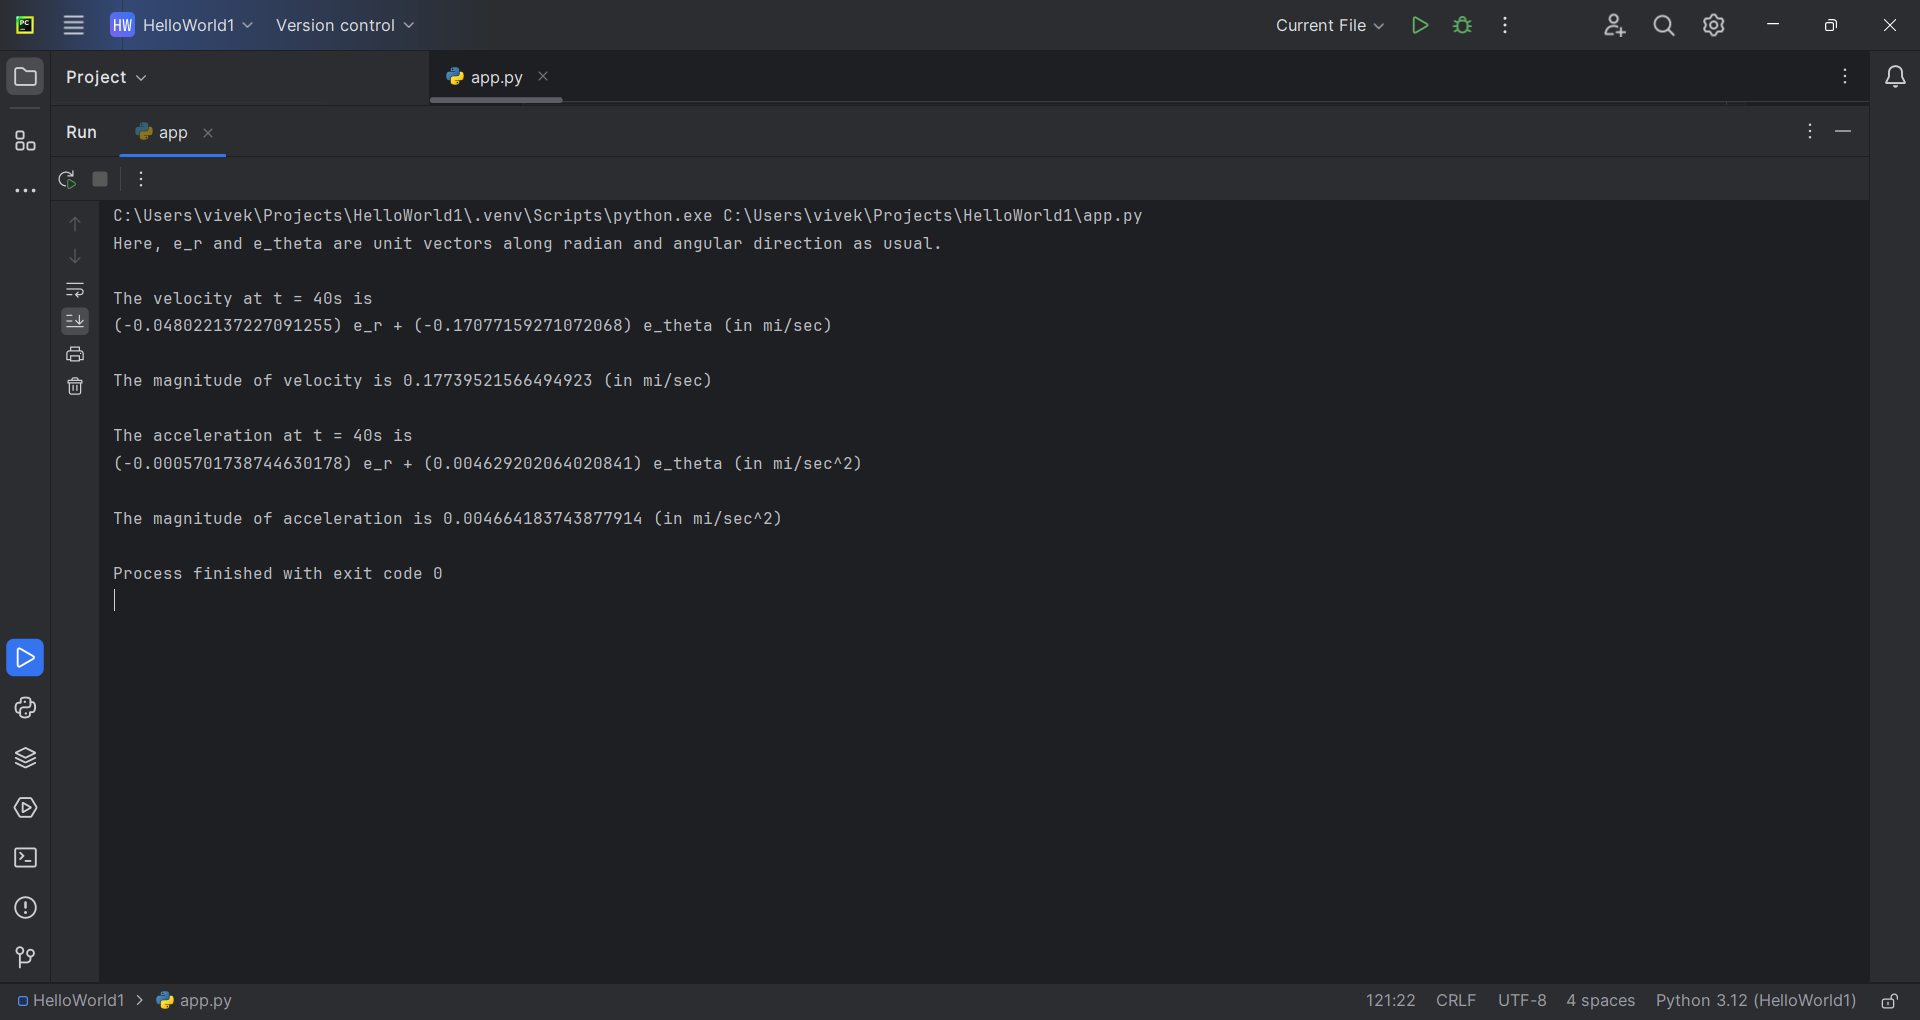 HW HelloWorld1 Version control Current File
Project app.py
Run app
C:\Users\vivek\Projects\HelloWorld1\.venv\Scripts\python.exe C:\Users\vivek\Projects\HelloWorld1\app.py
Here, e_r and e_theta are unit vectors along radian and angular direction as usual.
The velocity at t = 40s is
(-0.048022137227091255) e_r + (-0.17077159271072068) e_theta (in mi/sec)
The magnitude of velocity is 0.17739521566494923 (in mi/sec)
The acceleration at t = 40s is
(-0.0005701738744630178) e_r + (0.004629202064020841) e_theta (in mi/sec^2)
The magnitude of acceleration is 0.004664183743877914 (in mi/sec^2)
Process finished with exit code 0
HelloWorld1 > app.py 121:22 CRLF UTF-8 4 spaces Python 3.12 (HelloWorld1)